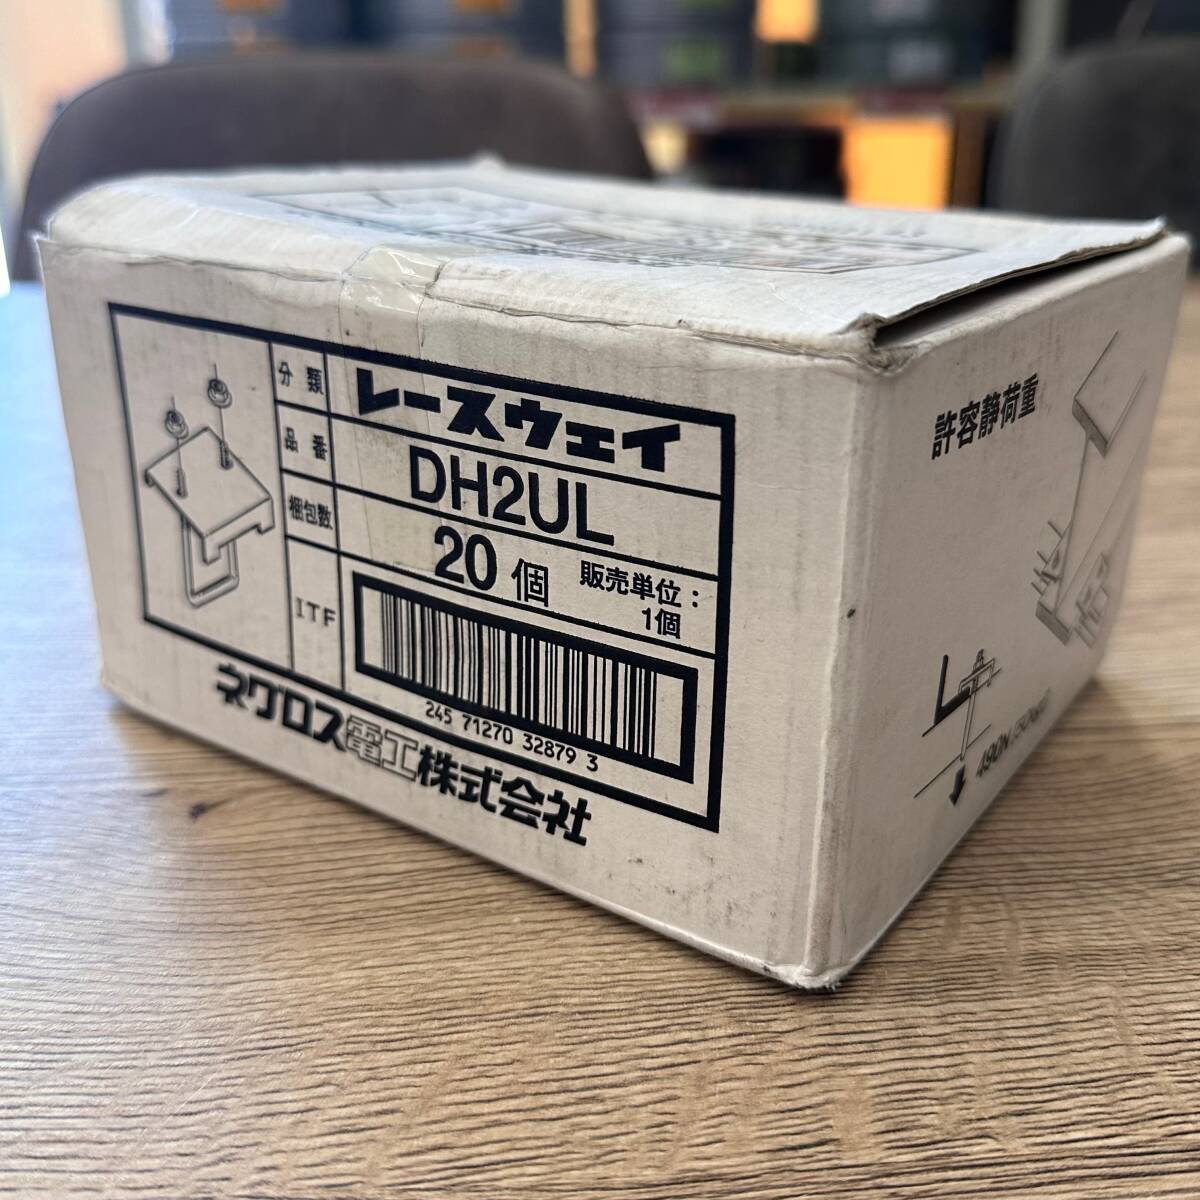 分類 レースウェイ
品番 DH2UL
梱包数 20個 販売単位：1個
ITF
245 71270 32879 3
ネグロス電工株式会社
許容静荷重
490N